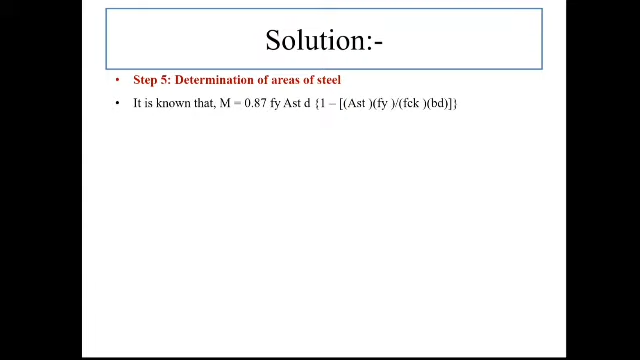 Solution:-
• Step 5: Determination of areas of steel
• It is known that, M = 0.87 fy Ast d {1 – [(Ast )(fy )/(fck )(bd)]}